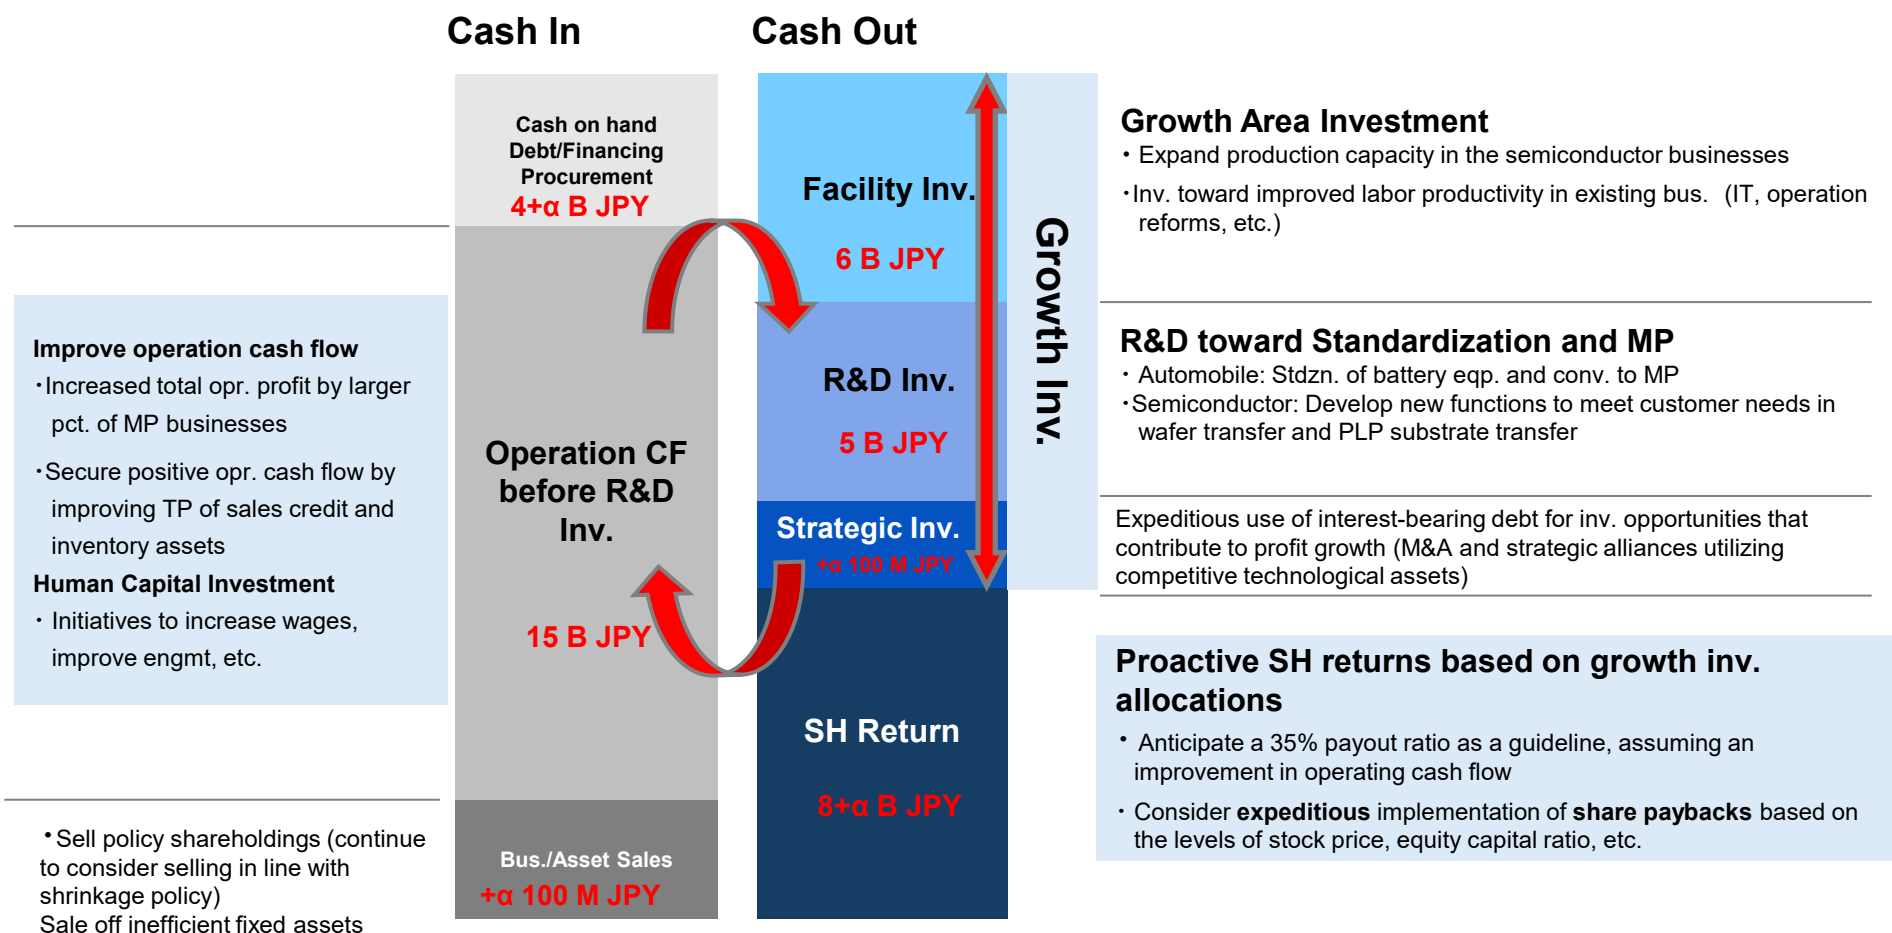 Cash In
Cash Out
Cash on hand
Debt/Financing
Procurement
4+α B JPY
Operation CF
before R&D
Inv.
15 B JPY
Bus./Asset Sales
+α 100 M JPY
Improve operation cash flow
・Increased total opr. profit by larger
pct. of MP businesses
・Secure positive opr. cash flow by
improving TP of sales credit and
inventory assets
Human Capital Investment
・ Initiatives to increase wages,
improve engmt, etc.
・Sell policy shareholdings (continue
to consider selling in line with
shrinkage policy)
Sale off inefficient fixed assets
Facility Inv.
6 B JPY
R&D Inv.
5 B JPY
Strategic Inv.
+α 100 M JPY
SH Return
8+α B JPY
Growth Inv.
Growth Area Investment
・ Expand production capacity in the semiconductor businesses
・Inv. toward improved labor productivity in existing bus. (IT, operation
reforms, etc.)
R&D toward Standardization and MP
・ Automobile: Stdzn. of battery eqp. and conv. to MP
・Semiconductor: Develop new functions to meet customer needs in
wafer transfer and PLP substrate transfer
Expeditious use of interest-bearing debt for inv. opportunities that
contribute to profit growth (M&A and strategic alliances utilizing
competitive technological assets)
Proactive SH returns based on growth inv.
allocations
・ Anticipate a 35% payout ratio as a guideline, assuming an
improvement in operating cash flow
・ Consider expeditious implementation of share paybacks based on
the levels of stock price, equity capital ratio, etc.